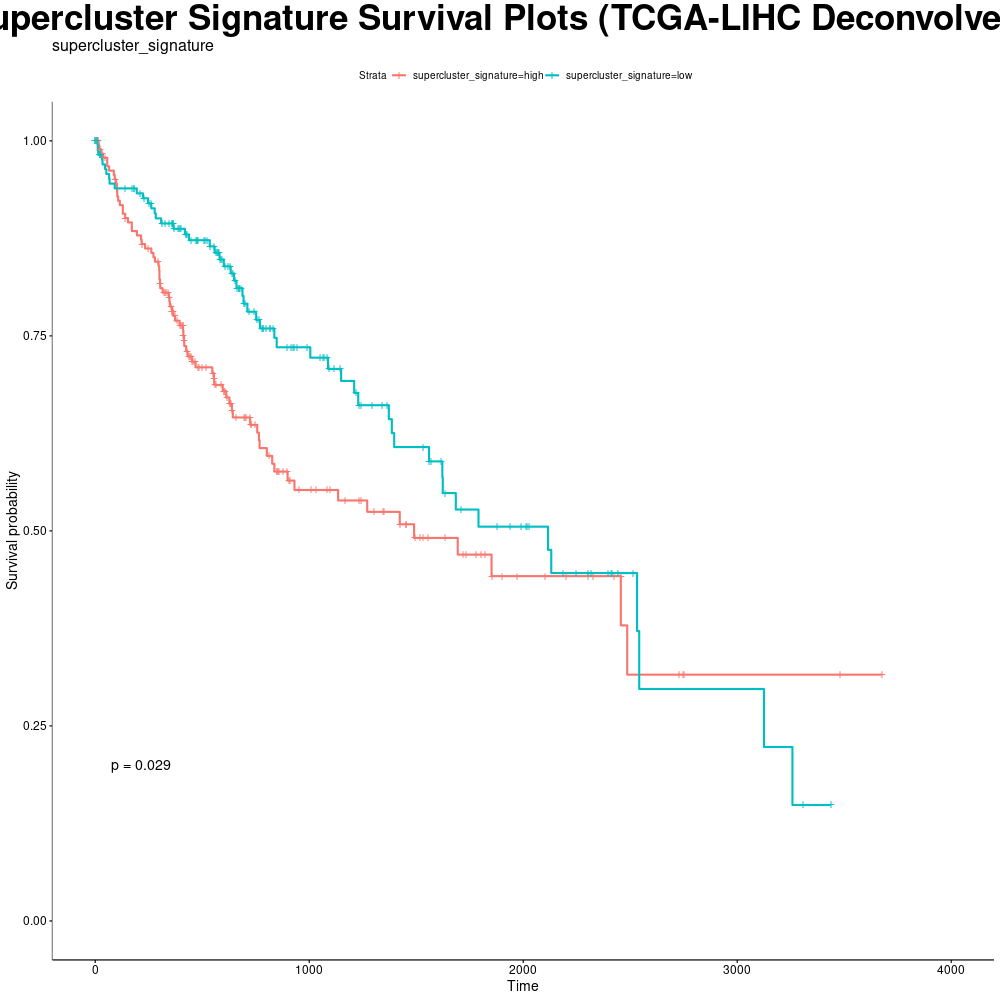 upercluster Signature Survival Plots (TCGA-LIHC Deconvolve
supercluster_signature
Strata supercluster_signature=high supercluster_signature=low
1.00
0.75
0.50
0.25
0.00
Survival probability
p = 0.029
0 1000 2000 3000 4000
Time